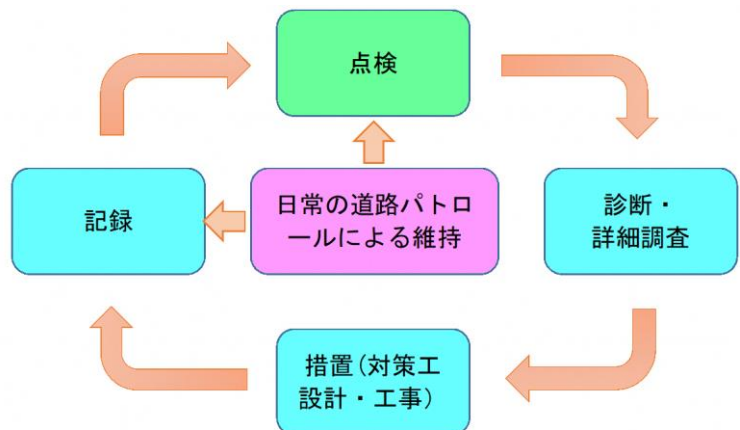 点検
記録
日常の道路パトロ
ールによる維持
診断・
詳細調査
措置(対策工
設計・工事)